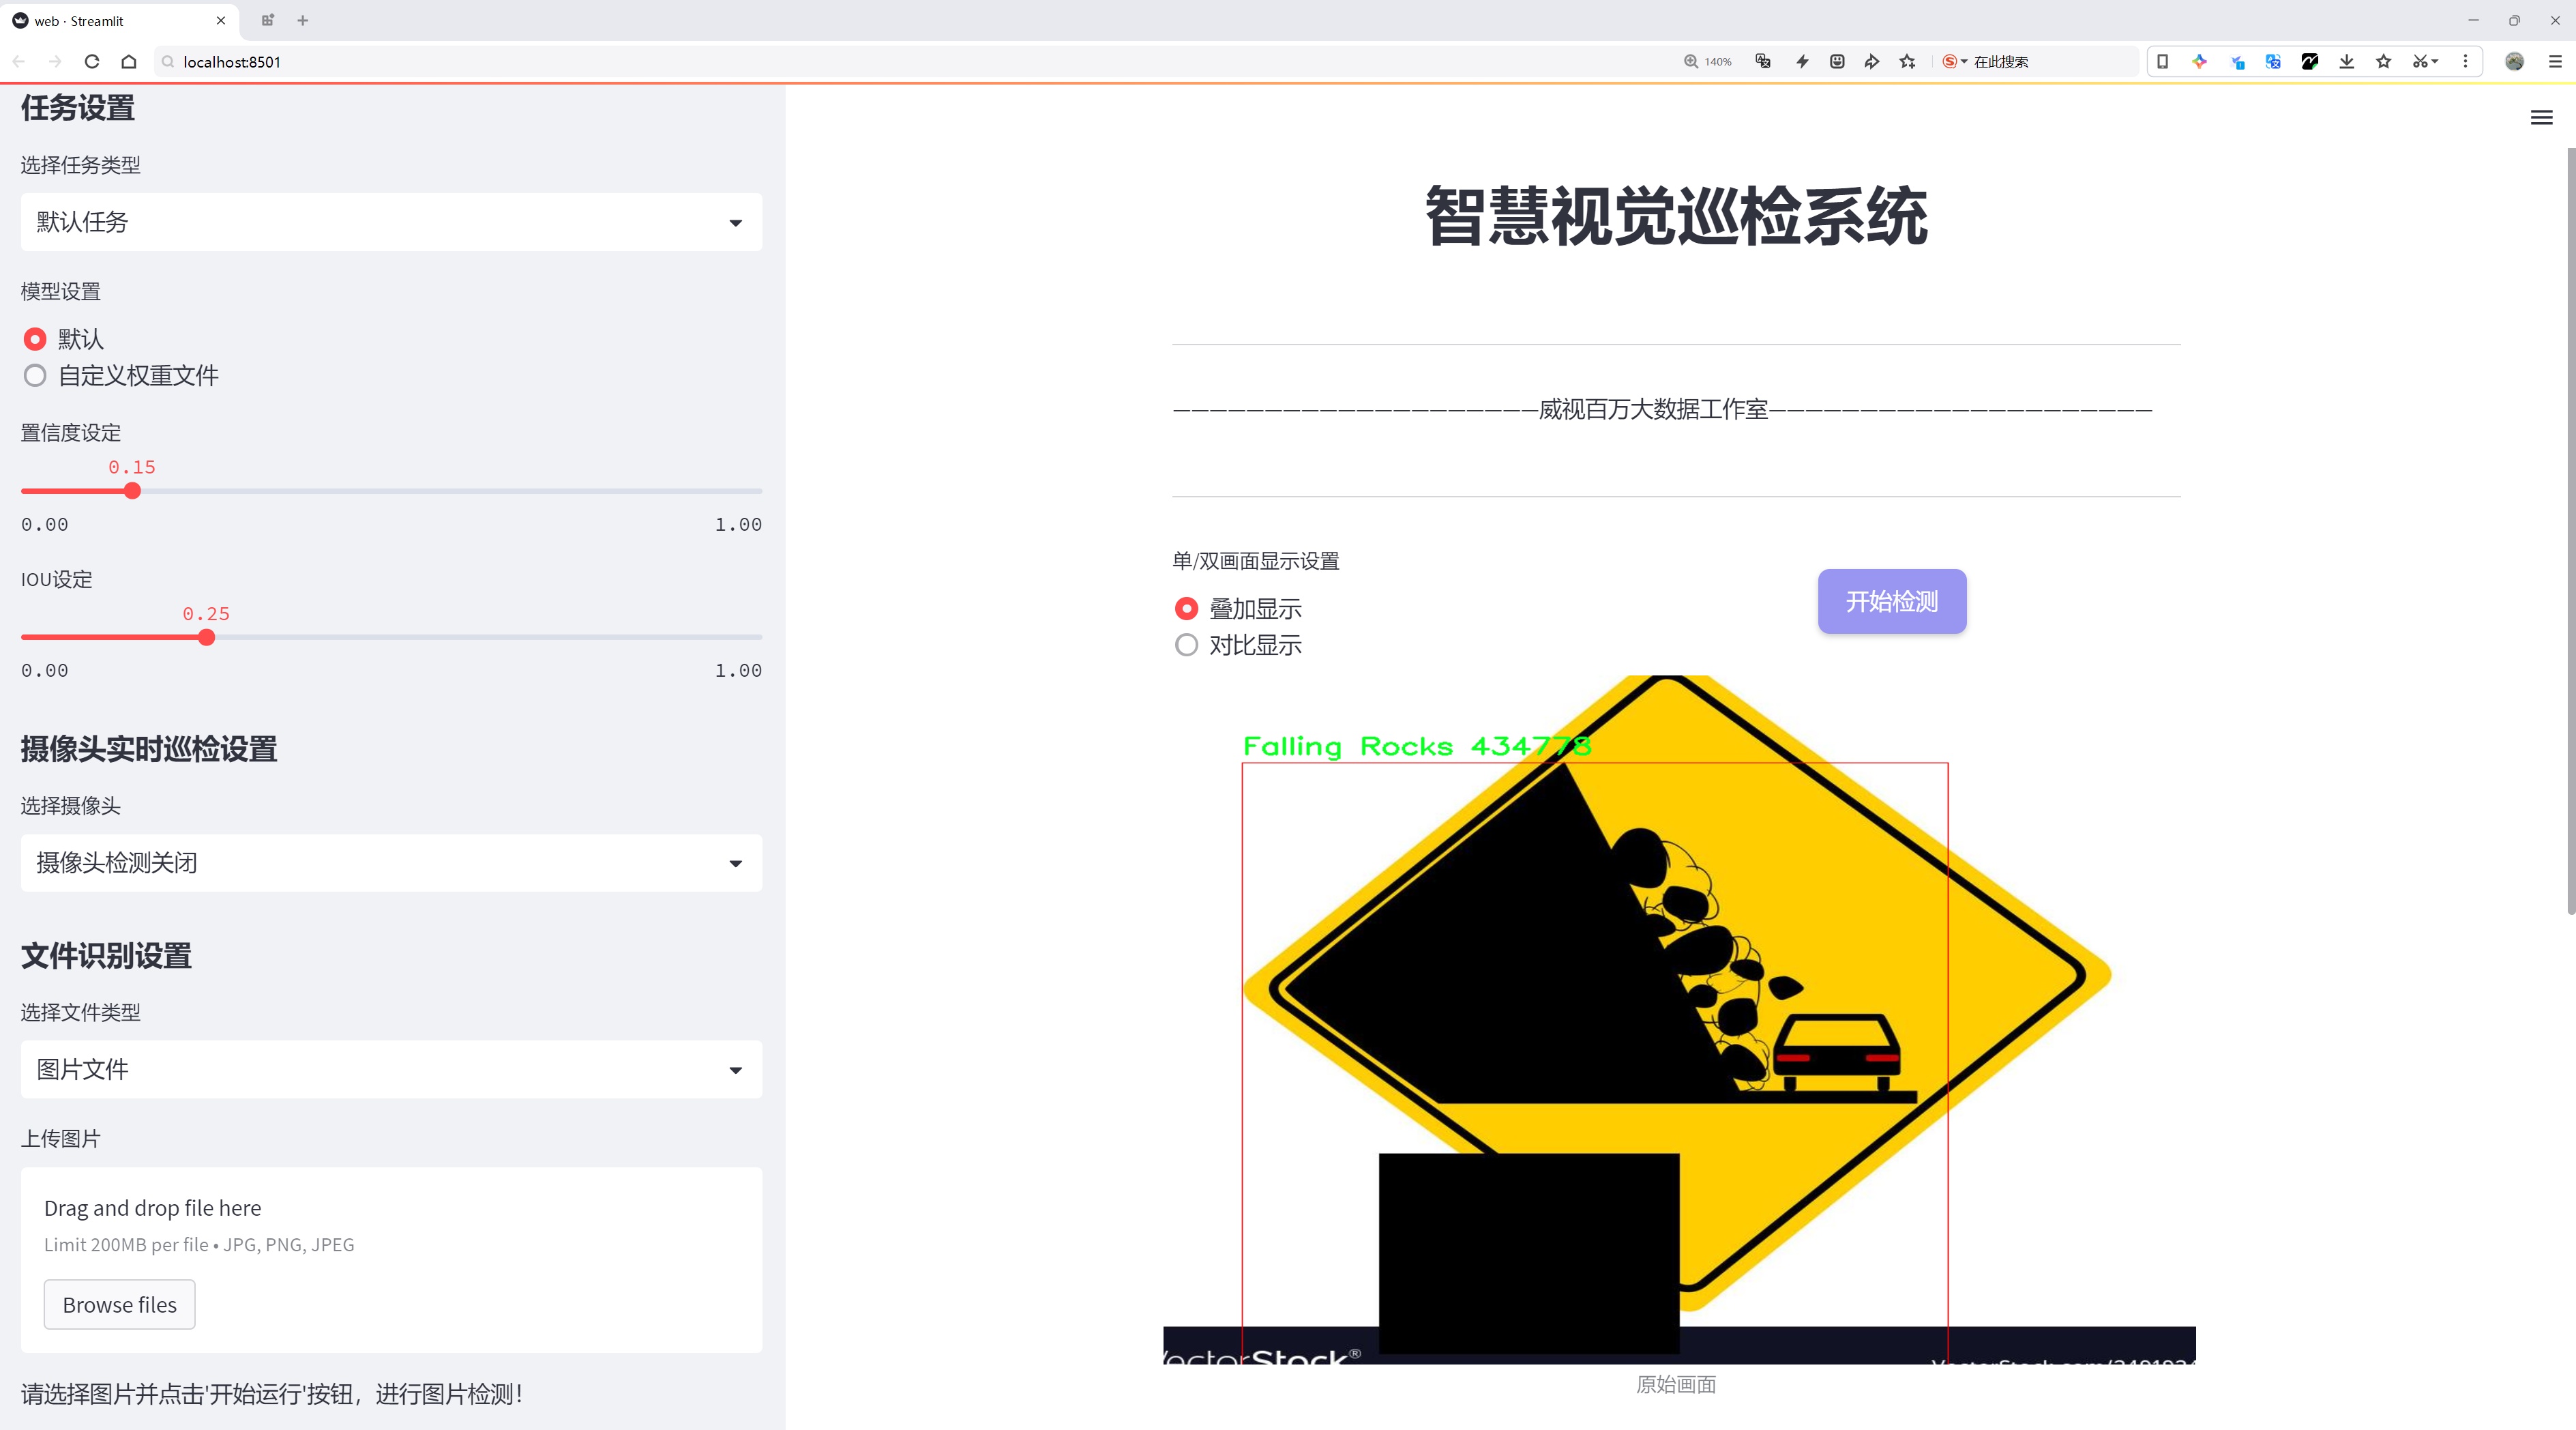 web · Streamlit
localhost:8501
140%
在此搜索
任务设置
选择任务类型
默认任务
模型设置
默认
自定义权重文件
置信度设定
0.15
0.00
1.00
IOU设定
0.25
0.00
1.00
摄像头实时巡检设置
选择摄像头
摄像头检测关闭
文件识别设置
选择文件类型
图片文件
上传图片
Drag and drop file here
Limit 200MB per file • JPG, PNG, JPEG
Browse files
请选择图片并点击'开始运行'按钮，进行图片检测！
智慧视觉巡检系统
—————————————————————威视百万大数据工作室——————————————————————
单/双画面显示设置
叠加显示
对比显示
开始检测
Falling Rocks 434778
VectorStock®
原始画面